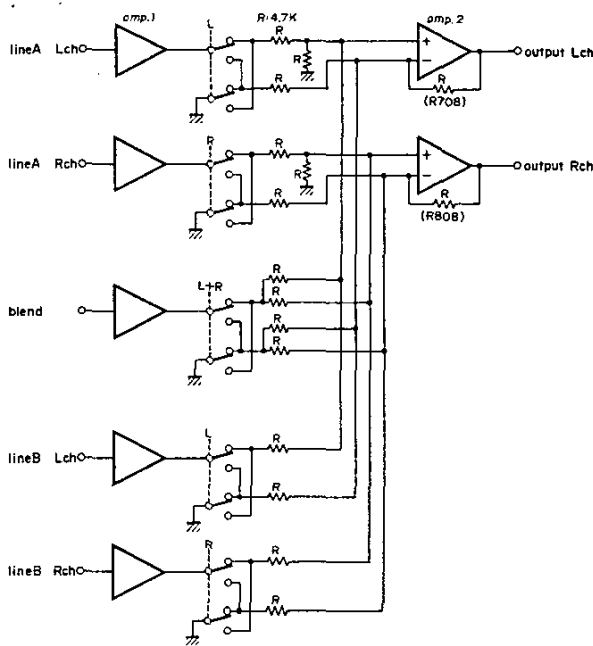 amp.1
L
R:4.7K
amp.2
lineA Lch
R
R
+
−
output Lch
R
R
(R708)
lineA Rch
R
R
R
+
−
output Rch
R
R
(R808)
R
L+R
R
blend
R
R
L
lineB Lch
R
R
R
lineB Rch
R
R